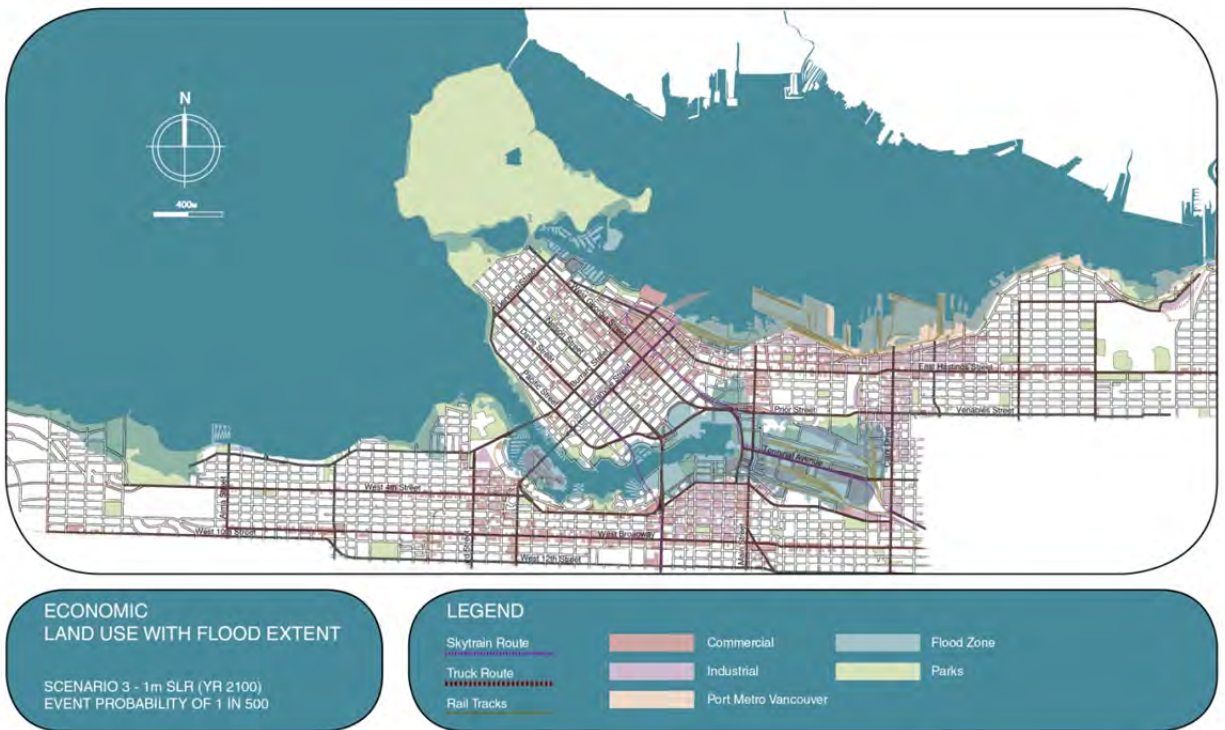 N
400M
East Hastings Street
Prior Street
Venables Street
Terminal Avenue
West 4th Street
West 10th Street
West Broadway
West 12th Street
ECONOMIC
LAND USE WITH FLOOD EXTENT
SCENARIO 3 - 1m SLR (YR 2100)
EVENT PROBABILITY OF 1 IN 500
LEGEND
Skytrain Route
Truck Route
Rail Tracks
Commercial
Industrial
Port Metro Vancouver
Flood Zone
Parks